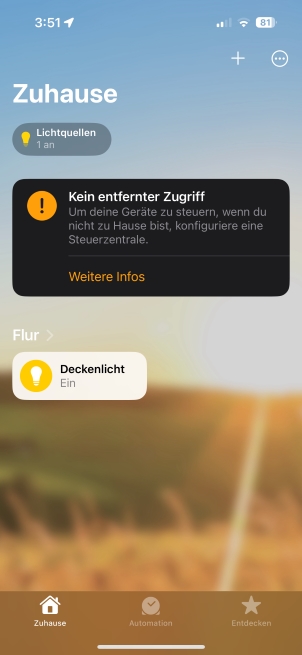 3:51
81
Zuhause
Lichtquellen
1 an
Kein entfernter Zugriff
Um deine Geräte zu steuern, wenn du
nicht zu Hause bist, konfiguriere eine
Steuerzentrale.
Weitere Infos
Flur
Deckenlicht
Ein
Zuhause
Automation
Entdecken